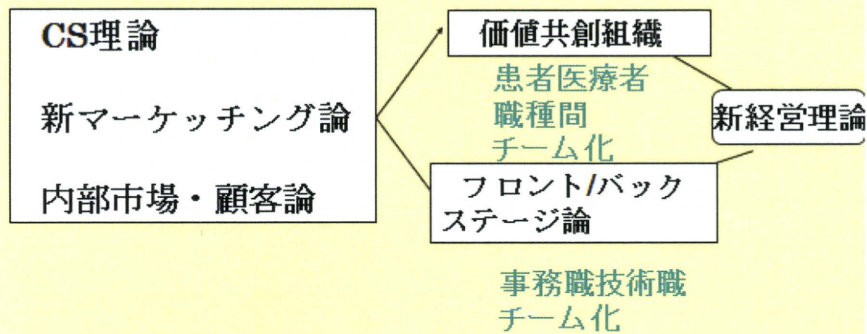 CS理論
新マーケッチング論
内部市場・顧客論
価値共創組織
患者医療者
職種間
チーム化
フロント/バック
ステージ論
事務職技術職
チーム化
新経営理論